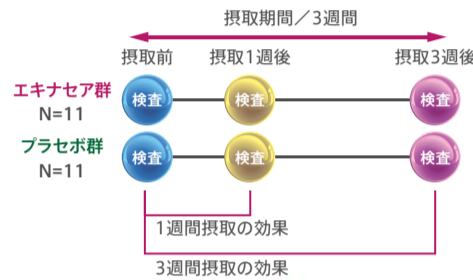 摂取期間／3週間
摂取前 摂取1週後 摂取3週後
エキナセア群 検査 検査 検査
N=11
プラセボ群 検査 検査 検査
N=11
1週間摂取の効果
3週間摂取の効果